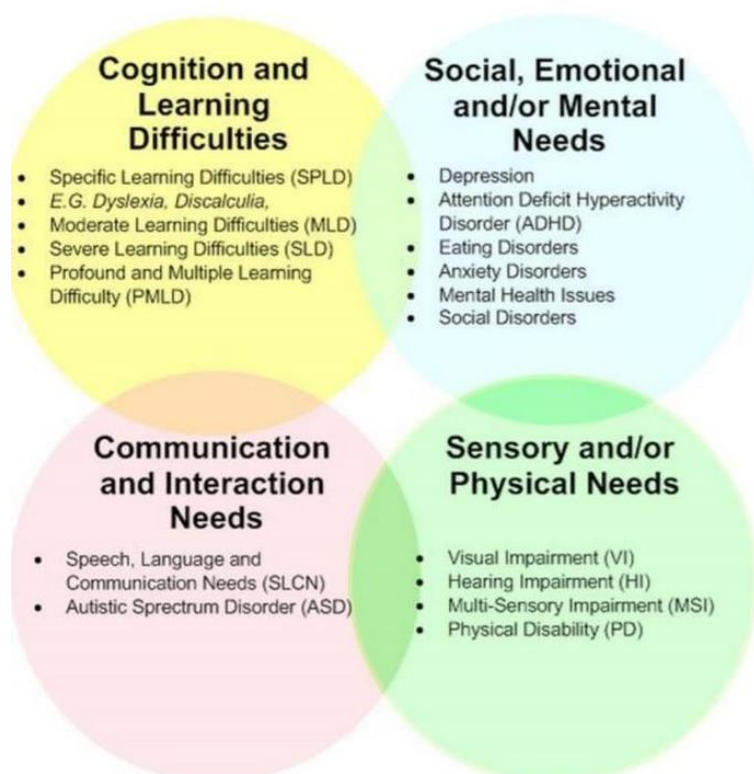 Cognition and
Learning
Difficulties
• Specific Learning Difficulties (SPLD)
• E.G. Dyslexia, Discalculia,
• Moderate Learning Difficulties (MLD)
• Severe Learning Difficulties (SLD)
• Profound and Multiple Learning
Difficulty (PMLD)
Social, Emotional
and/or Mental
Needs
• Depression
• Attention Deficit Hyperactivity
Disorder (ADHD)
• Eating Disorders
• Anxiety Disorders
• Mental Health Issues
• Social Disorders
Communication
and Interaction
Needs
• Speech, Language and
Communication Needs (SLCN)
• Autistic Sprectrum Disorder (ASD)
Sensory and/or
Physical Needs
• Visual Impairment (VI)
• Hearing Impairment (HI)
• Multi-Sensory Impairment (MSI)
• Physical Disability (PD)